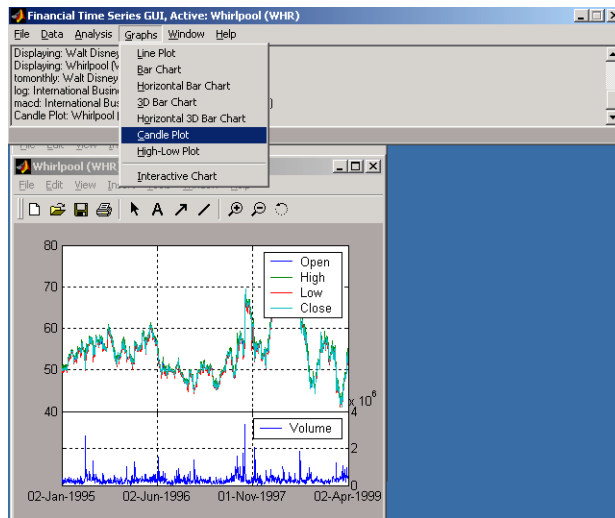 Financial Time Series GUI, Active: Whirlpool (WHR)
File Data Analysis Graphs Window Help
Displaying: Walt Disney
Displaying: Whirlpool (W
tomonthly: Walt Disney
log: International Busin
macd: International Bus
Candle Plot: Whirlpool (
Line Plot
Bar Chart
Horizontal Bar Chart
3D Bar Chart
Horizontal 3D Bar Chart
Candle Plot
High-Low Plot
Interactive Chart
Whirlpool (WHR
File Edit View
80
70
60
50
40
Open
High
Low
Close
x 10^6
4
2
0
Volume
02-Jan-1995 02-Jun-1996 01-Nov-1997 02-Apr-1999